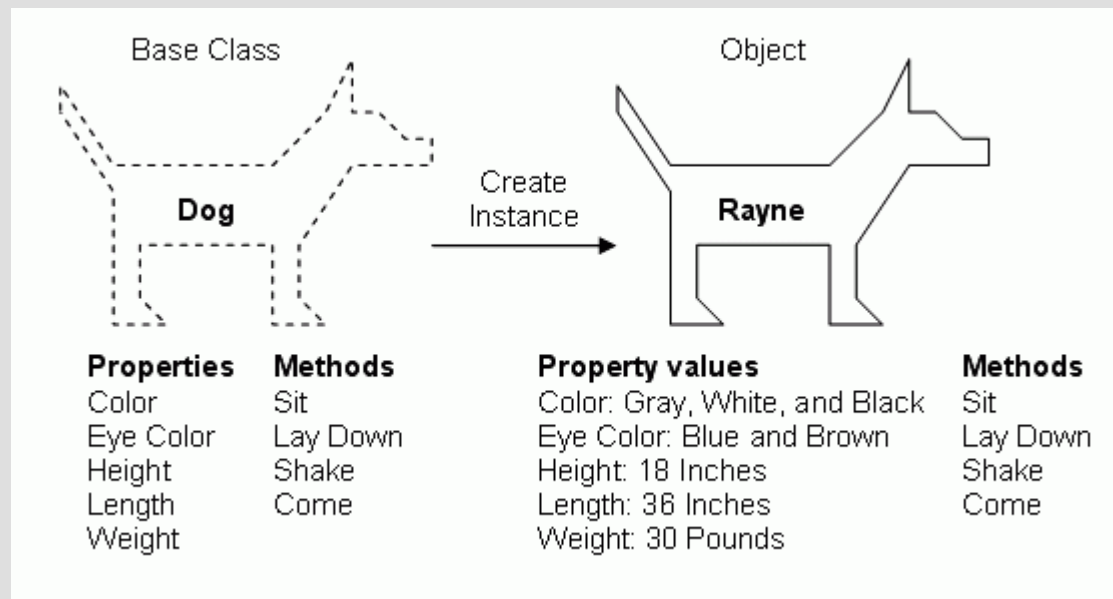 Base Class
Object
Create
Instance
Dog
Rayne
Properties
Methods
Color
Sit
Eye Color
Lay Down
Height
Shake
Length
Come
Weight
Property values
Methods
Color: Gray, White, and Black
Sit
Eye Color: Blue and Brown
Lay Down
Height: 18 Inches
Shake
Length: 36 Inches
Come
Weight: 30 Pounds